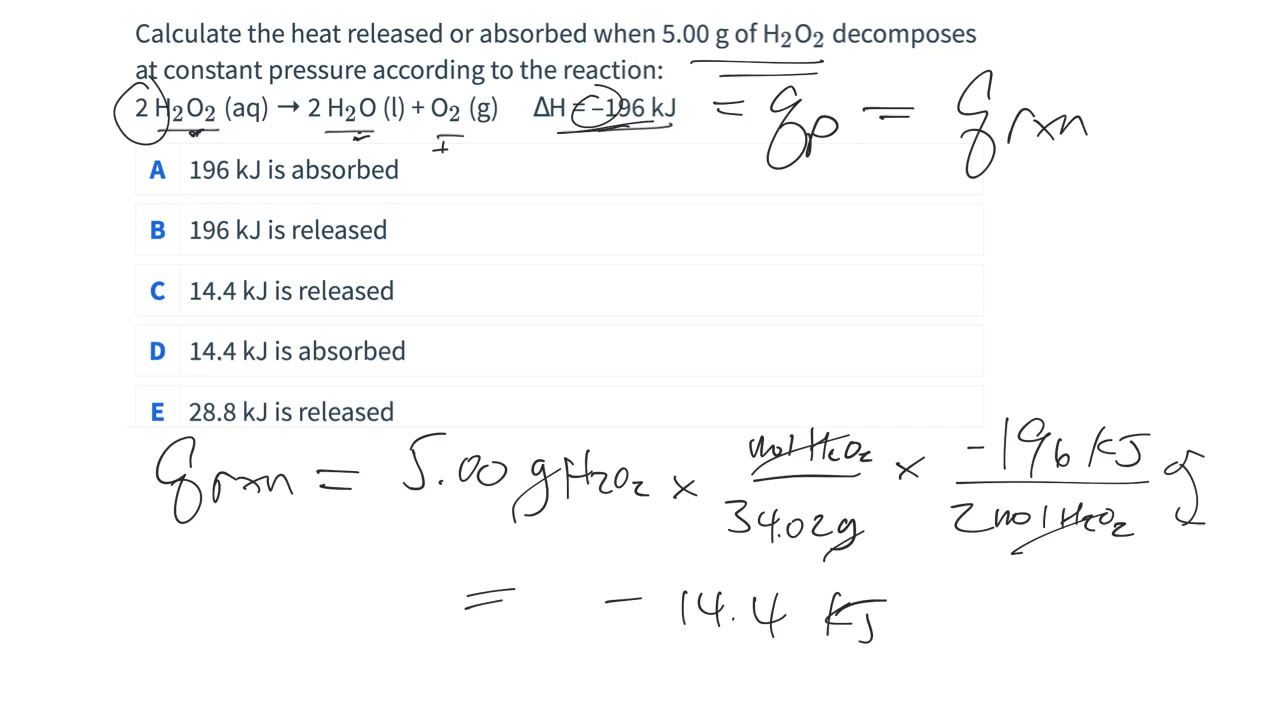 Calculate the heat released or absorbed when 5.00 g of H₂O₂ decomposes
at constant pressure according to the reaction:
2 H₂O₂ (aq) → 2 H₂O (l) + O₂ (g) ΔH = −196 kJ = qp = qrxn
A 196 kJ is absorbed
B 196 kJ is released
C 14.4 kJ is released
D 14.4 kJ is absorbed
E 28.8 kJ is released
qrxn = 5.00 g H₂O₂ × mol H₂O₂ / 34.02 g × -196 kJ / 2 mol H₂O₂
= - 14.4 kJ